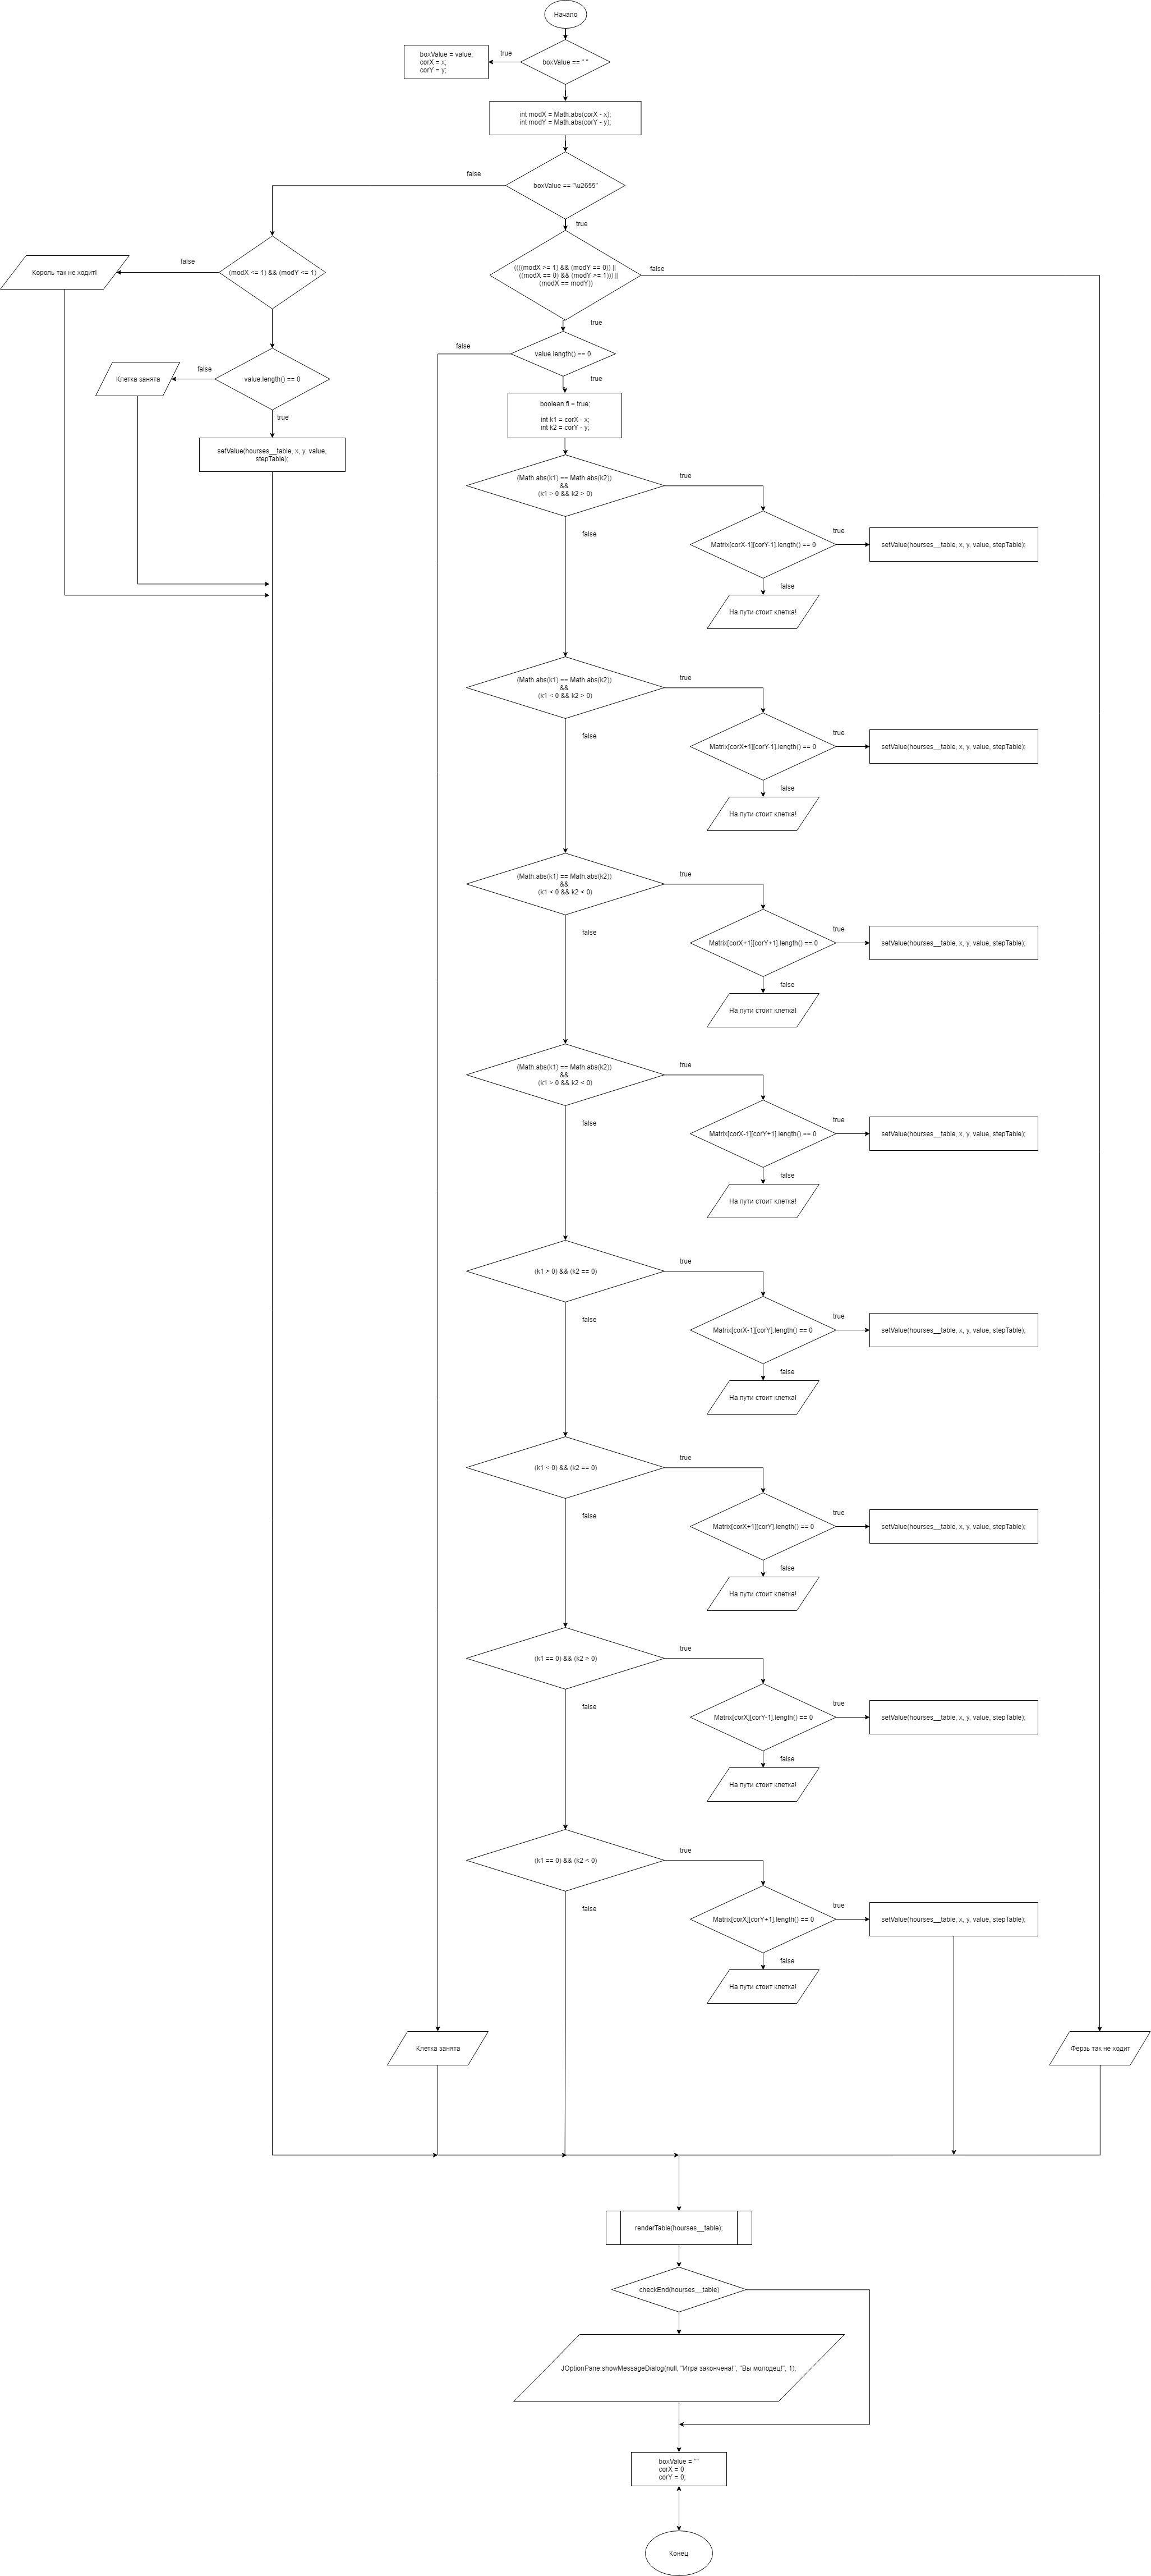 Начало
boxValue == " "
true
boxValue = value;
corX = x;
corY = y;
int modX = Math.abs(corX - x);
int modY = Math.abs(corY - y);
boxValue == "\u2655"
false
true
(modX <= 1) && (modY <= 1)
false
Король так не ходит!
value.length() == 0
false
Клетка занята
true
setValue(hourses__table, x, y, value,
stepTable);
((((modX >= 1) && (modY == 0)) ||
((modX == 0) && (modY >= 1))) ||
(modX == modY))
false
true
value.length() == 0
false
true
boolean fl = true;
int k1 = corX - x;
int k2 = corY - y;
(Math.abs(k1) == Math.abs(k2))
&&
(k1 > 0 && k2 > 0)
true
false
Matrix[corX-1][corY-1].length() == 0
true
setValue(hourses__table, x, y, value, stepTable);
false
На пути стоит клетка!
(Math.abs(k1) == Math.abs(k2))
&&
(k1 < 0 && k2 > 0)
true
false
Matrix[corX+1][corY-1].length() == 0
true
setValue(hourses__table, x, y, value, stepTable);
false
На пути стоит клетка!
(Math.abs(k1) == Math.abs(k2))
&&
(k1 < 0 && k2 < 0)
true
false
Matrix[corX+1][corY+1].length() == 0
true
setValue(hourses__table, x, y, value, stepTable);
false
На пути стоит клетка!
(Math.abs(k1) == Math.abs(k2))
&&
(k1 > 0 && k2 < 0)
true
false
Matrix[corX-1][corY+1].length() == 0
true
setValue(hourses__table, x, y, value, stepTable);
false
На пути стоит клетка!
(k1 > 0) && (k2 == 0)
true
false
Matrix[corX-1][corY].length() == 0
true
setValue(hourses__table, x, y, value, stepTable);
false
На пути стоит клетка!
(k1 < 0) && (k2 == 0)
true
false
Matrix[corX+1][corY].length() == 0
true
setValue(hourses__table, x, y, value, stepTable);
false
На пути стоит клетка!
(k1 == 0) && (k2 > 0)
true
false
Matrix[corX][corY-1].length() == 0
true
setValue(hourses__table, x, y, value, stepTable);
false
На пути стоит клетка!
(k1 == 0) && (k2 < 0)
true
false
Matrix[corX][corY+1].length() == 0
true
setValue(hourses__table, x, y, value, stepTable);
false
На пути стоит клетка!
Клетка занята
Ферзь так не ходит
renderTable(hourses__table);
checkEnd(hourses__table)
JOptionPane.showMessageDialog(null, "Игра закончена!", "Вы молодец!", 1);
boxValue = ""
corX = 0
corY = 0;
Конец